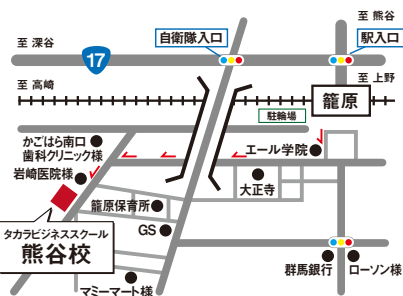 至 熊谷
自衛隊入口
駅入口
至 深谷
17
至 高崎
至 上野
籠原
駐輪場
かごはら南口
歯科クリニック様
エール学院
岩崎医院様
大正寺
籠原保育所
タカラビジネススクール
熊谷校
GS
群馬銀行
ローソン様
マミーマート様